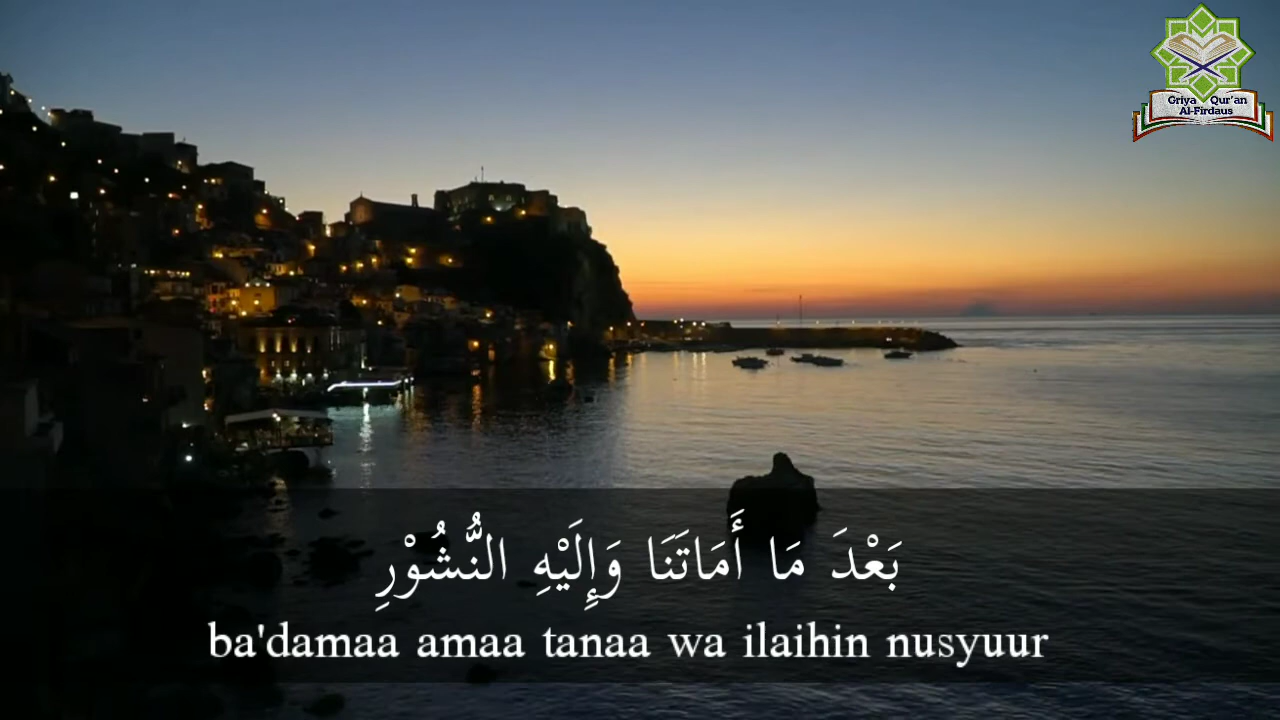 Griya Qur'an
Al-Firdaus
بَعْدَ مَا أَمَاتَنَا وَإِلَيْهِ النُّشُوْرِ
ba'damaa amaa tanaa wa ilaihin nusyuur